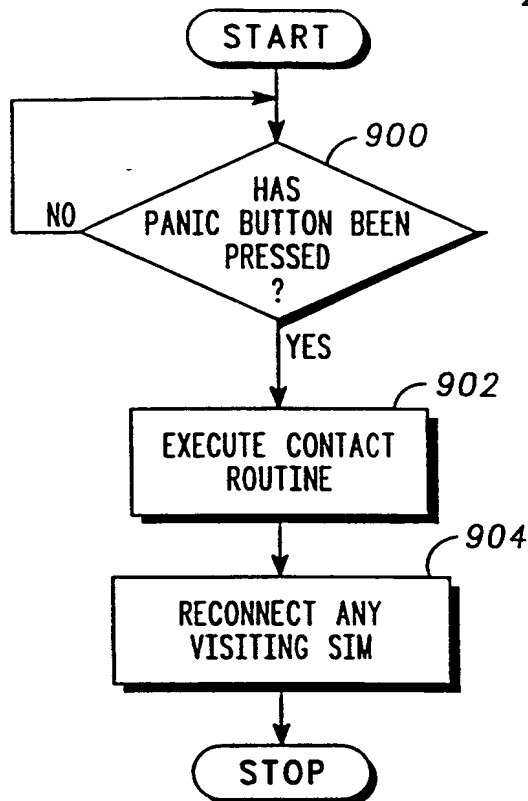 START
900
HAS
PANIC BUTTON BEEN
PRESSED
?
NO
YES
902
EXECUTE CONTACT
ROUTINE
904
RECONNECT ANY
VISITING SIM
STOP